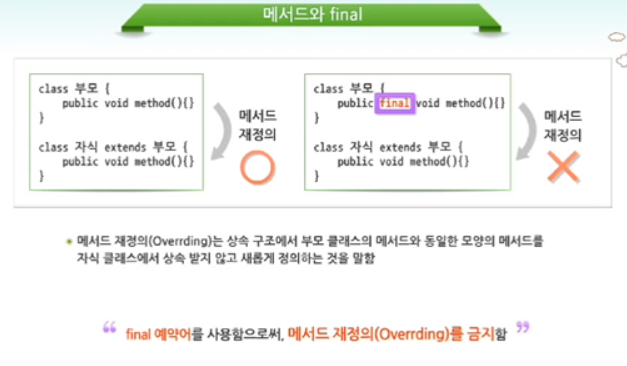 메서드와 final
class 부모 {
public void method(){}
}
class 자식 extends 부모 {
public void method(){}
}
메서드
재정의
class 부모 {
public final void method(){}
}
class 자식 extends 부모 {
public void method(){}
}
메서드
재정의
메서드 재정의(Overrding)는 상속 구조에서 부모 클래스의 메서드와 동일한 모양의 메서드를
자식 클래스에서 상속 받지 않고 새롭게 정의하는 것을 말함
“ final 예약어를 사용함으로써, 메서드 재정의(Overrding)를 금지함 ”